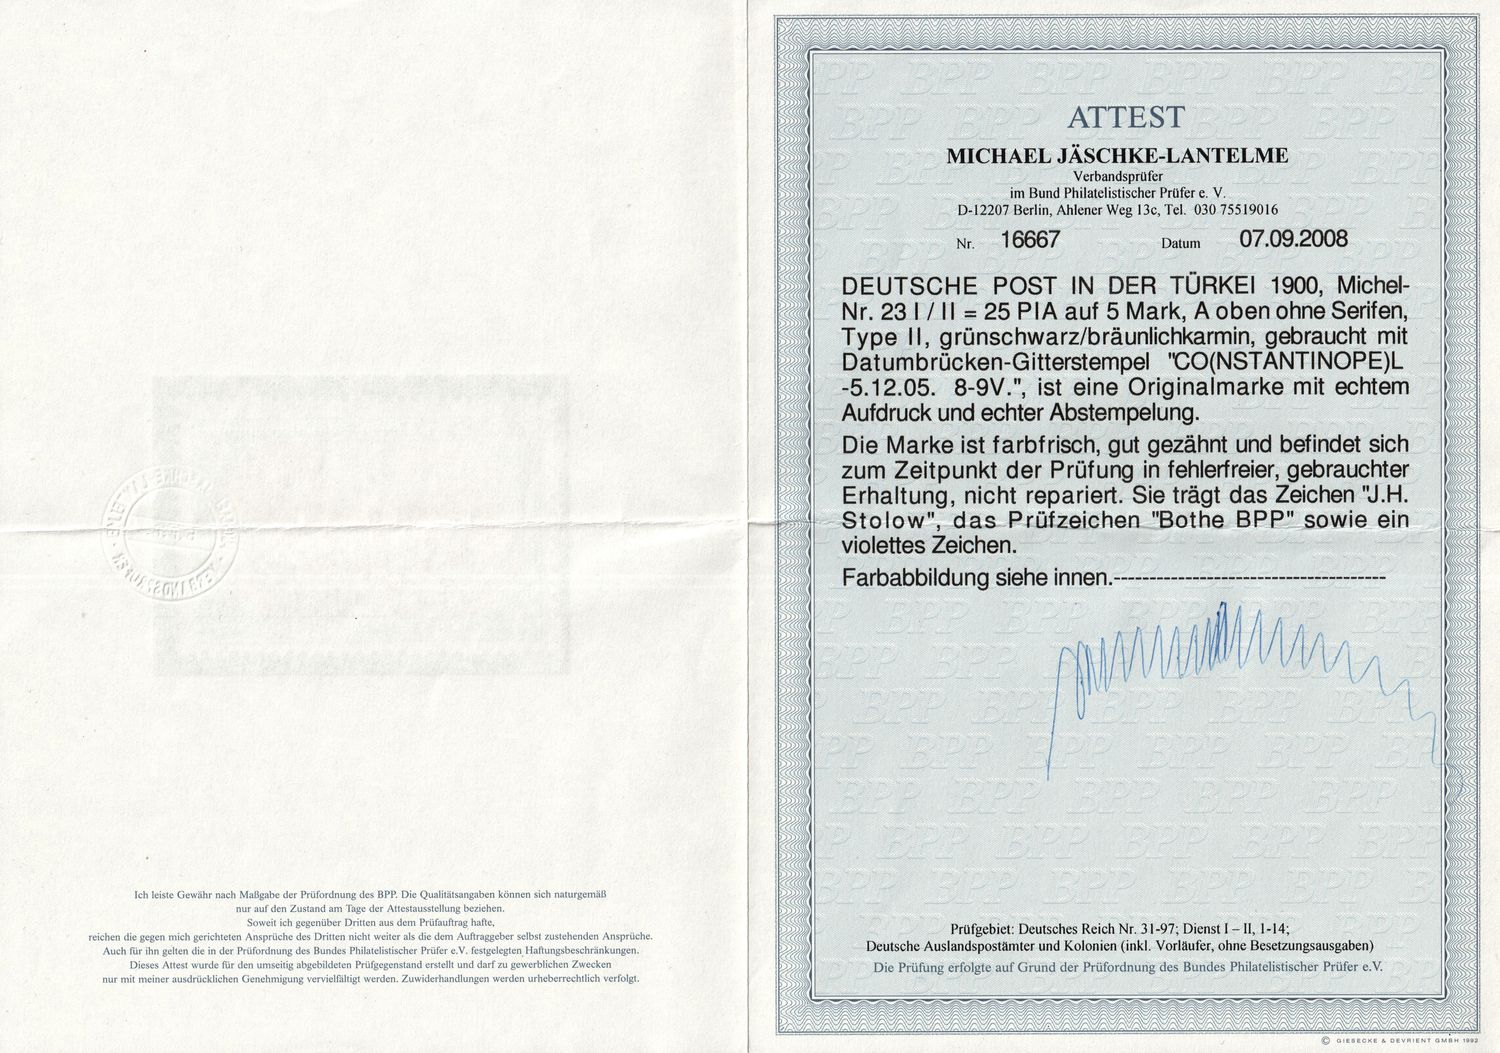 Ich leiste Gewähr nach Maßgabe der Prüfordnung des BPP. Die Qualitätsangaben können sich naturgemäß
nur auf den Zustand am Tage der Attestausstellung beziehen.
Soweit ich gegenüber Dritten aus dem Prüfauftrag hafte,
reichen die gegen mich gerichteten Ansprüche des Dritten nicht weiter als die dem Auftraggeber selbst zustehenden Ansprüche.
Auch für ihn gelten die in der Prüfordnung des Bundes Philatelistischer Prüfer e.V. festgelegten Haftungsbeschränkungen.
Dieses Attest wurde für den umseitig abgebildeten Prüfgegenstand erstellt und darf zu gewerblichen Zwecken
nur mit meiner ausdrücklichen Genehmigung vervielfältigt werden. Zuwiderhandlungen werden urheberrechtlich verfolgt.
ATTEST
MICHAEL JÄSCHKE-LANTELME
Verbandsprüfer
im Bund Philatelistischer Prüfer e. V.
D-12207 Berlin, Ahlener Weg 13c, Tel. 030 75519016
Nr. 16667 Datum 07.09.2008
DEUTSCHE POST IN DER TÜRKEI 1900, Michel-
Nr. 23 I / II = 25 PIA auf 5 Mark, A oben ohne Serifen,
Type II, grünschwarz/bräunlichkarmin, gebraucht mit
Datumbrücken-Gitterstempel "CO(NSTANTINOPE)L
-5.12.05. 8-9V.", ist eine Originalmarke mit echtem
Aufdruck und echter Abstempelung.
Die Marke ist farbfrisch, gut gezähnt und befindet sich
zum Zeitpunkt der Prüfung in fehlerfreier, gebrauchter
Erhaltung, nicht repariert. Sie trägt das Zeichen "J.H.
Stolow", das Prüfzeichen "Bothe BPP" sowie ein
violettes Zeichen.
Farbabbildung siehe innen.--------------------------------------
Prüfgebiet: Deutsches Reich Nr. 31-97; Dienst I – II, 1-14;
Deutsche Auslandspostämter und Kolonien (inkl. Vorläufer, ohne Besetzungsausgaben)
Die Prüfung erfolgte auf Grund der Prüfordnung des Bundes Philatelistischer Prüfer e.V.
© GIESECKE & DEVRIENT GMBH 1992